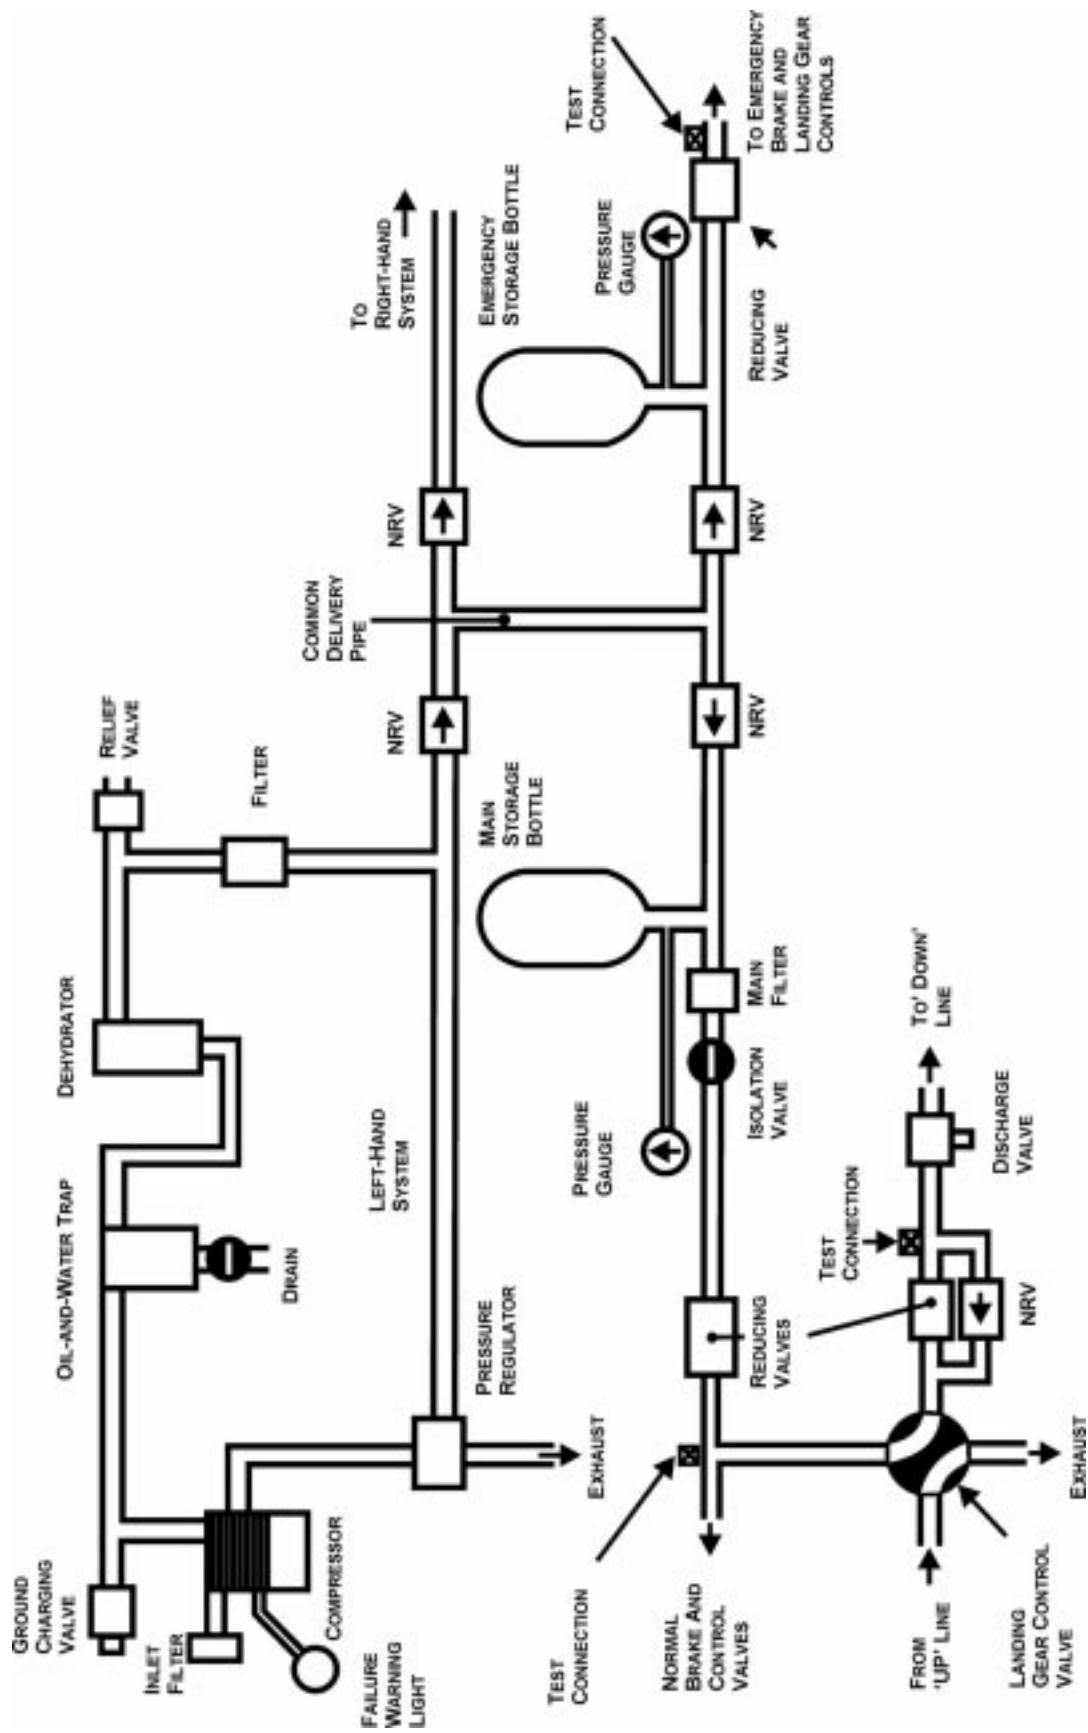 GROUND
CHARGING
VALVE
INLET
FILTER
FAILURE
WARNING
LIGHT
COMPRESSOR
OIL-AND-WATER TRAP
DRAIN
DEHYDRATOR
RELIEF
VALVE
FILTER
PRESSURE
REGULATOR
EXHAUST
LEFT-HAND
SYSTEM
NRV
COMMON
DELIVERY
PIPE
NRV
TO
RIGHT-HAND
SYSTEM
MAIN
STORAGE
BOTTLE
EMERGENCY
STORAGE BOTTLE
PRESSURE
GAUGE
PRESSURE
GAUGE
TEST
CONNECTION
TEST
CONNECTION
NORMAL
BRAKE AND
CONTROL
VALVES
REDUCING
VALVES
ISOLATION
VALVE
MAIN
FILTER
NRV
NRV
REDUCING
VALVE
TO EMERGENCY
BRAKE AND
LANDING GEAR
CONTROLS
TEST
CONNECTION
FROM
'UP' LINE
LANDING
GEAR CONTROL
VALVE
EXHAUST
NRV
DISCHARGE
VALVE
TO' DOWN'
LINE